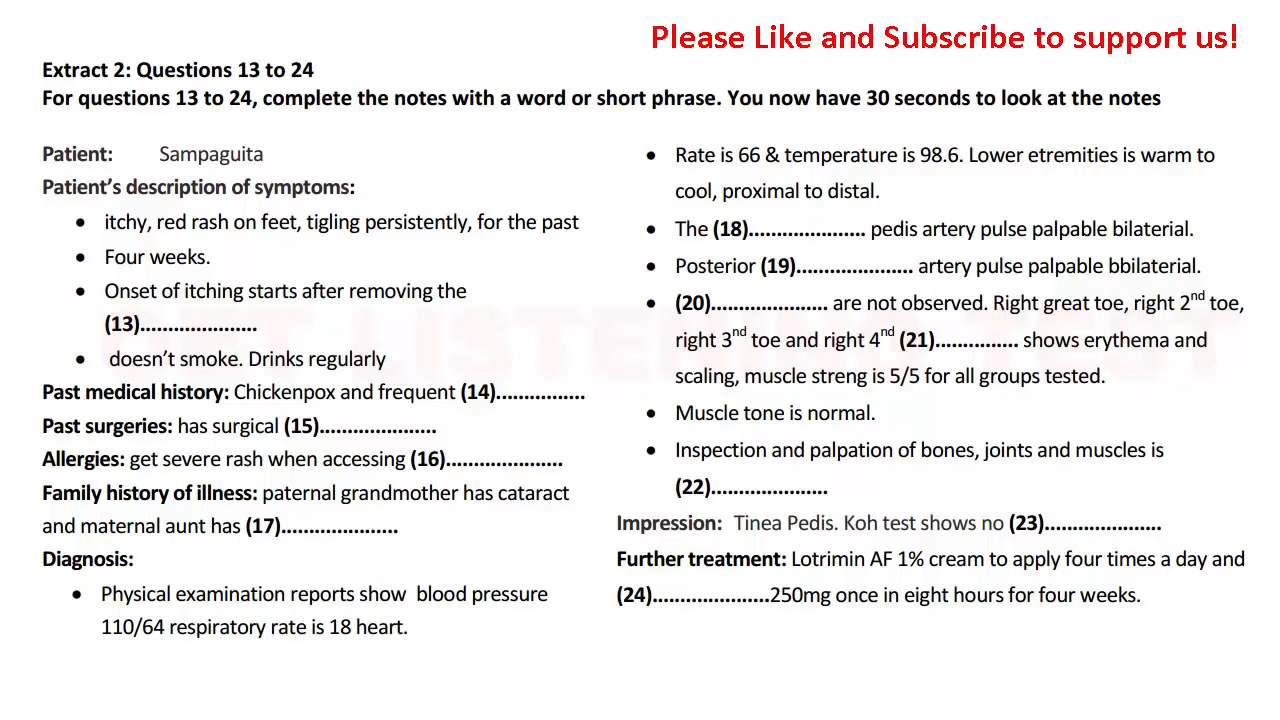 Please Like and Subscribe to support us!
Extract 2: Questions 13 to 24
For questions 13 to 24, complete the notes with a word or short phrase. You now have 30 seconds to look at the notes
Patient: Sampaguita
Patient’s description of symptoms:
• itchy, red rash on feet, tigling persistently, for the past
• Four weeks.
• Onset of itching starts after removing the
(13).....................
• doesn’t smoke. Drinks regularly
Past medical history: Chickenpox and frequent (14)................
Past surgeries: has surgical (15).....................
Allergies: get severe rash when accessing (16).....................
Family history of illness: paternal grandmother has cataract
and maternal aunt has (17).....................
Diagnosis:
• Physical examination reports show blood pressure
110/64 respiratory rate is 18 heart.
• Rate is 66 & temperature is 98.6. Lower etremities is warm to
cool, proximal to distal.
• The (18)..................... pedis artery pulse palpable bilaterial.
• Posterior (19)..................... artery pulse palpable bbilaterial.
• (20)..................... are not observed. Right great toe, right 2nd toe,
right 3nd toe and right 4nd (21)............... shows erythema and
scaling, muscle streng is 5/5 for all groups tested.
• Muscle tone is normal.
• Inspection and palpation of bones, joints and muscles is
(22).....................
Impression: Tinea Pedis. Koh test shows no (23).....................
Further treatment: Lotrimin AF 1% cream to apply four times a day and
(24).....................250mg once in eight hours for four weeks.